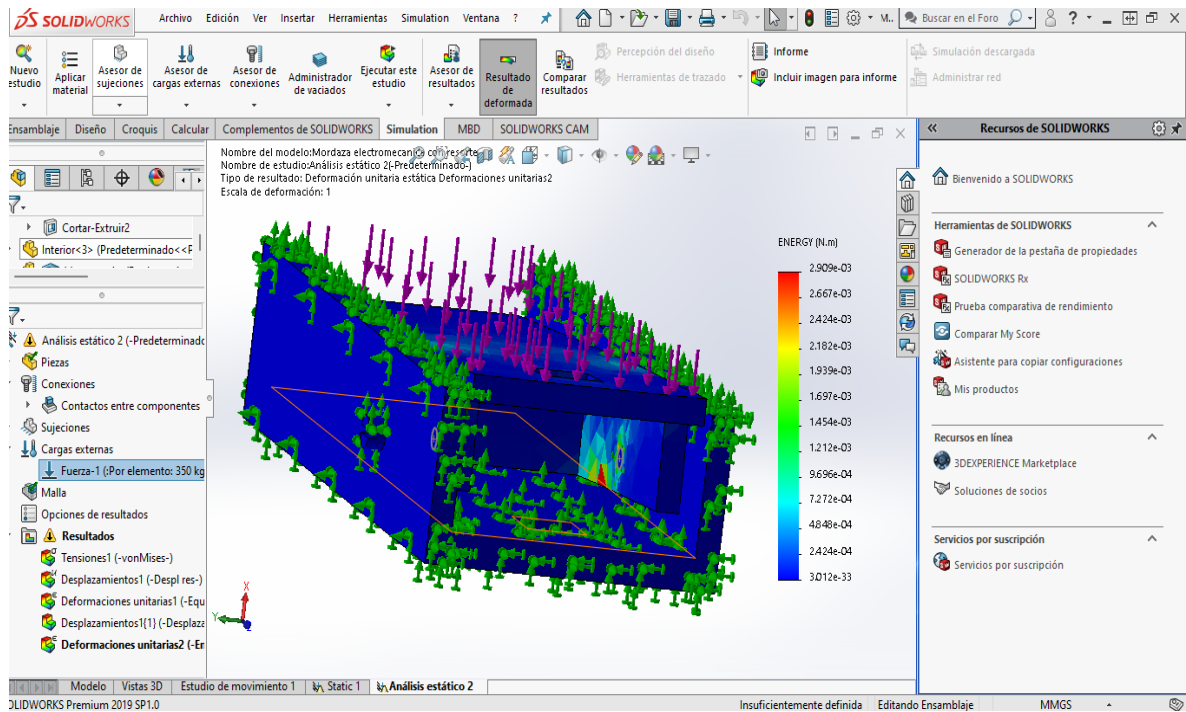 SOLIDWORKS
Archivo Edición Ver Insertar Herramientas Simulation Ventana ?
M..
Buscar en el Foro
?
Nuevo estudio
Aplicar material
Asesor de sujeciones
Asesor de cargas externas
Asesor de conexiones
Administrador de vaciados
Ejecutar este estudio
Asesor de resultados
Resultado de deformada
Comparar resultados
Percepción del diseño
Herramientas de trazado
Informe
Incluir imagen para informe
Simulación descargada
Administrar red
Ensamblaje Diseño Croquis Calcular Complementos de SOLIDWORKS Simulation MBD SOLIDWORKS CAM
Cortar-Extruir2
Interior<3> (Predeterminado<<F
Análisis estático 2 (-Predeterminadc
Piezas
Conexiones
Contactos entre componentes
Sujeciones
Cargas externas
Fuerza-1 (:Por elemento: 350 kg
Malla
Opciones de resultados
Resultados
Tensiones1 (-vonMises-)
Desplazamientos1 (-Despl res-)
Deformaciones unitarias1 (-Equ
Desplazamientos1{1} (-Desplaza
Deformaciones unitarias2 (-Er
Nombre del modelo:Mordaza electromecanica
Nombre de estudio:Análisis estático 2(-Predeterminado-)
Tipo de resultado: Deformación unitaria estática Deformaciones unitarias2
Escala de deformación: 1
ENERGY (N.m)
2.909e-03
2.667e-03
2.424e-03
2.182e-03
1.939e-03
1.697e-03
1.454e-03
1.212e-03
9.696e-04
7.272e-04
4.848e-04
2.424e-04
3.012e-33
X
Y
Recursos de SOLIDWORKS
Bienvenido a SOLIDWORKS
Herramientas de SOLIDWORKS
Generador de la pestaña de propiedades
SOLIDWORKS Rx
Prueba comparativa de rendimiento
Comparar My Score
Asistente para copiar configuraciones
Mis productos
Recursos en línea
3DEXPERIENCE Marketplace
Soluciones de socios
Servicios por suscripción
Servicios por suscripción
Modelo Vistas 3D Estudio de movimiento 1 Static 1 Análisis estático 2
OLIDWORKS Premium 2019 SP1.0
Insuficientemente definida Editando Ensamblaje MMGS